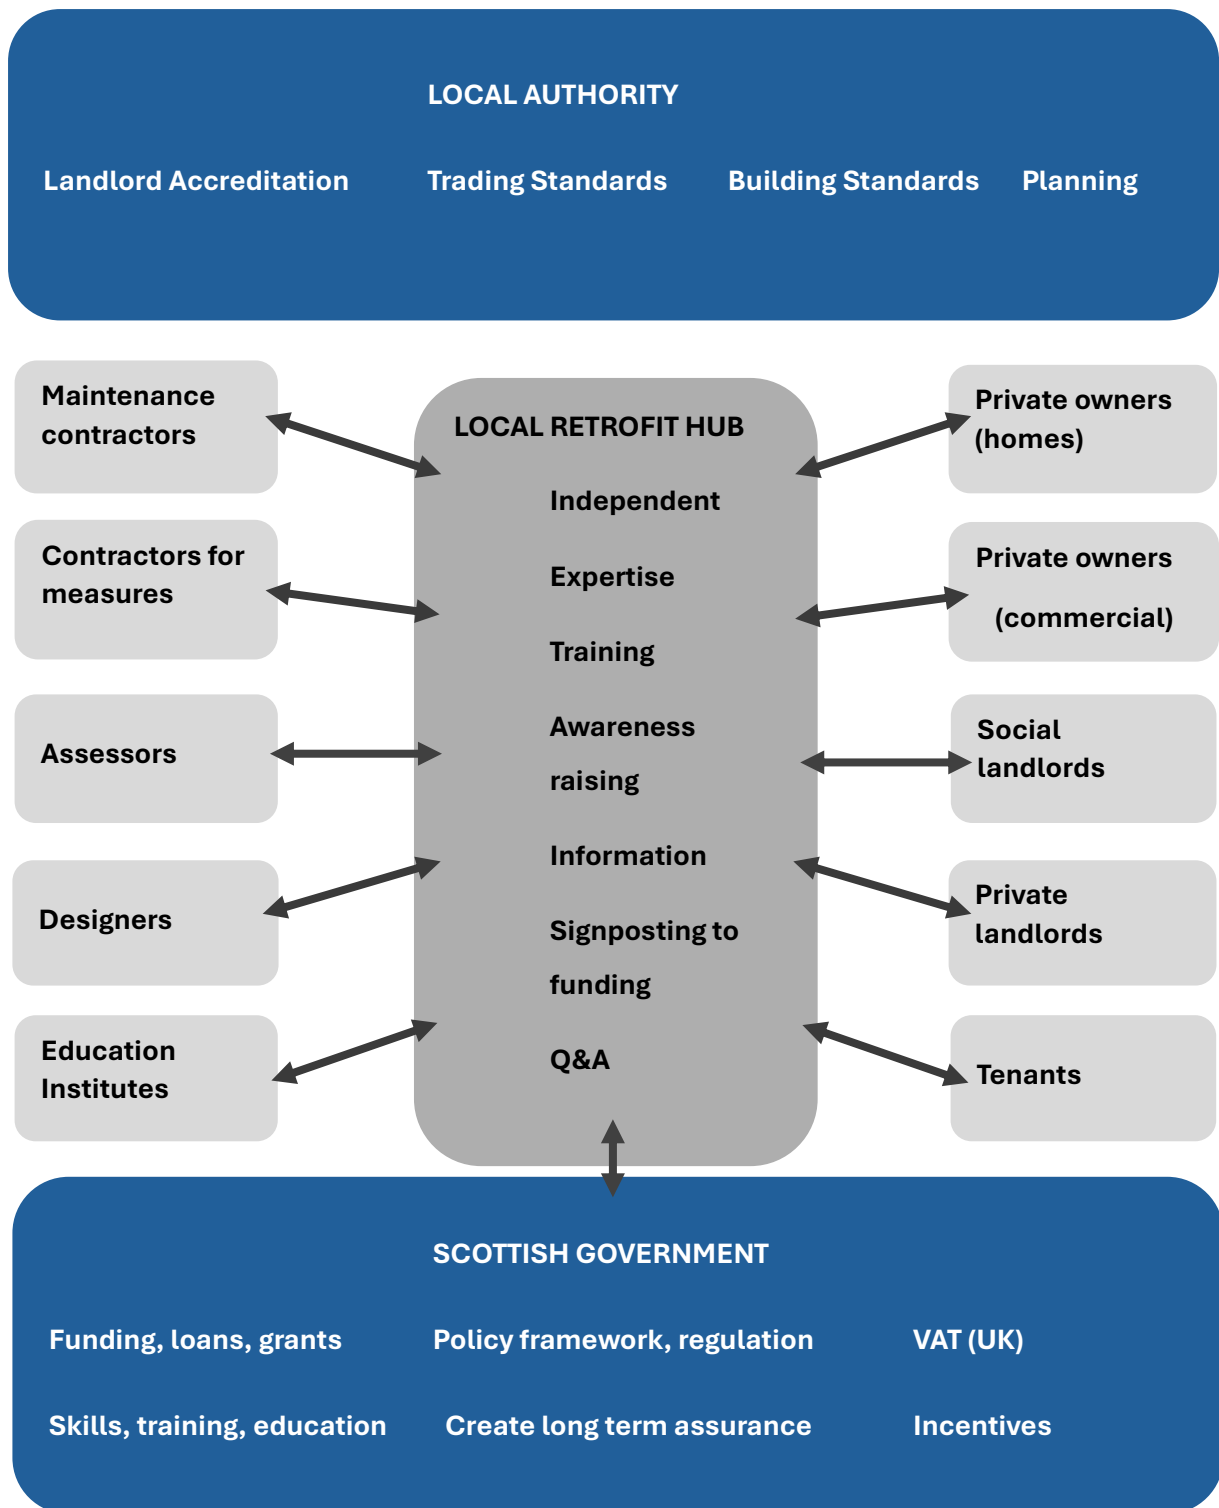 LOCAL AUTHORITY
Landlord Accreditation
Trading Standards
Building Standards
Planning
Maintenance
contractors
Contractors for
measures
Assessors
Designers
Education
Institutes
LOCAL RETROFIT HUB
Independent
Expertise
Training
Awareness
raising
Information
Signposting to
funding
Q&A
Private owners
(homes)
Private owners
(commercial)
Social
landlords
Private
landlords
Tenants
SCOTTISH GOVERNMENT
Funding, loans, grants
Policy framework, regulation
VAT (UK)
Skills, training, education
Create long term assurance
Incentives